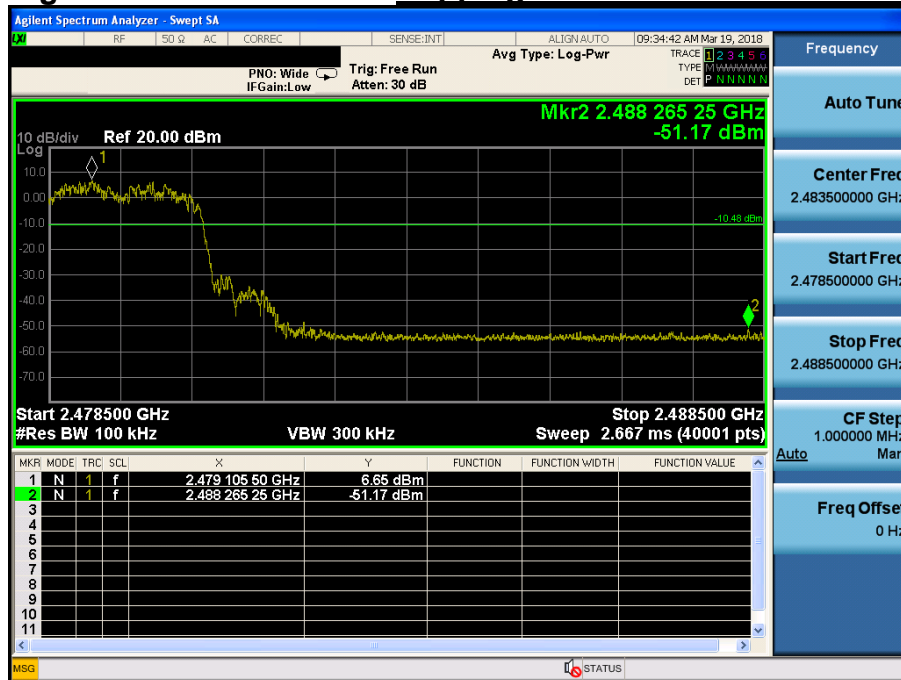 Agilent Spectrum Analyzer - Swept SA
LXI RF 50 Ω AC CORREC SENSE:INT ALIGN AUTO 09:34:42 AM Mar 19, 2018
Frequency
Avg Type: Log-Pwr TRACE 1 2 3 4 5 6
PNO: Wide Trig: Free Run TYPE M W W W W W
IFGain:Low Atten: 30 dB DET P N N N N N
Auto Tune
Mkr2 2.488 265 25 GHz
10 dB/div Ref 20.00 dBm -51.17 dBm
Log
1
10.0
0.00
-10.0
-10.48 dBm
-20.0
-30.0
-40.0
2
-50.0
-60.0
-70.0
Center Freq
2.483500000 GHz
Start Freq
2.478500000 GHz
Stop Freq
2.488500000 GHz
Start 2.478500 GHz Stop 2.488500 GHz
#Res BW 100 kHz VBW 300 kHz Sweep 2.667 ms (40001 pts)
CF Step
1.000000 MHz
Auto Man
MKR MODE TRC SCL X Y FUNCTION FUNCTION WIDTH FUNCTION VALUE
1 N 1 f 2.479 105 50 GHz 6.65 dBm
2 N 1 f 2.488 265 25 GHz -51.17 dBm
3
4
5
6
7
8
9
10
11
Freq Offset
0 Hz
MSG STATUS